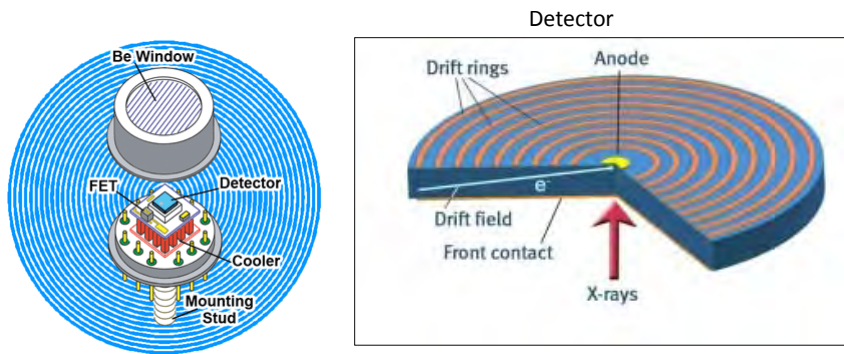 Detector
Be Window
FET
Detector
Cooler
Mounting
Stud
Drift rings
Anode
e-
Drift field
Front contact
X-rays